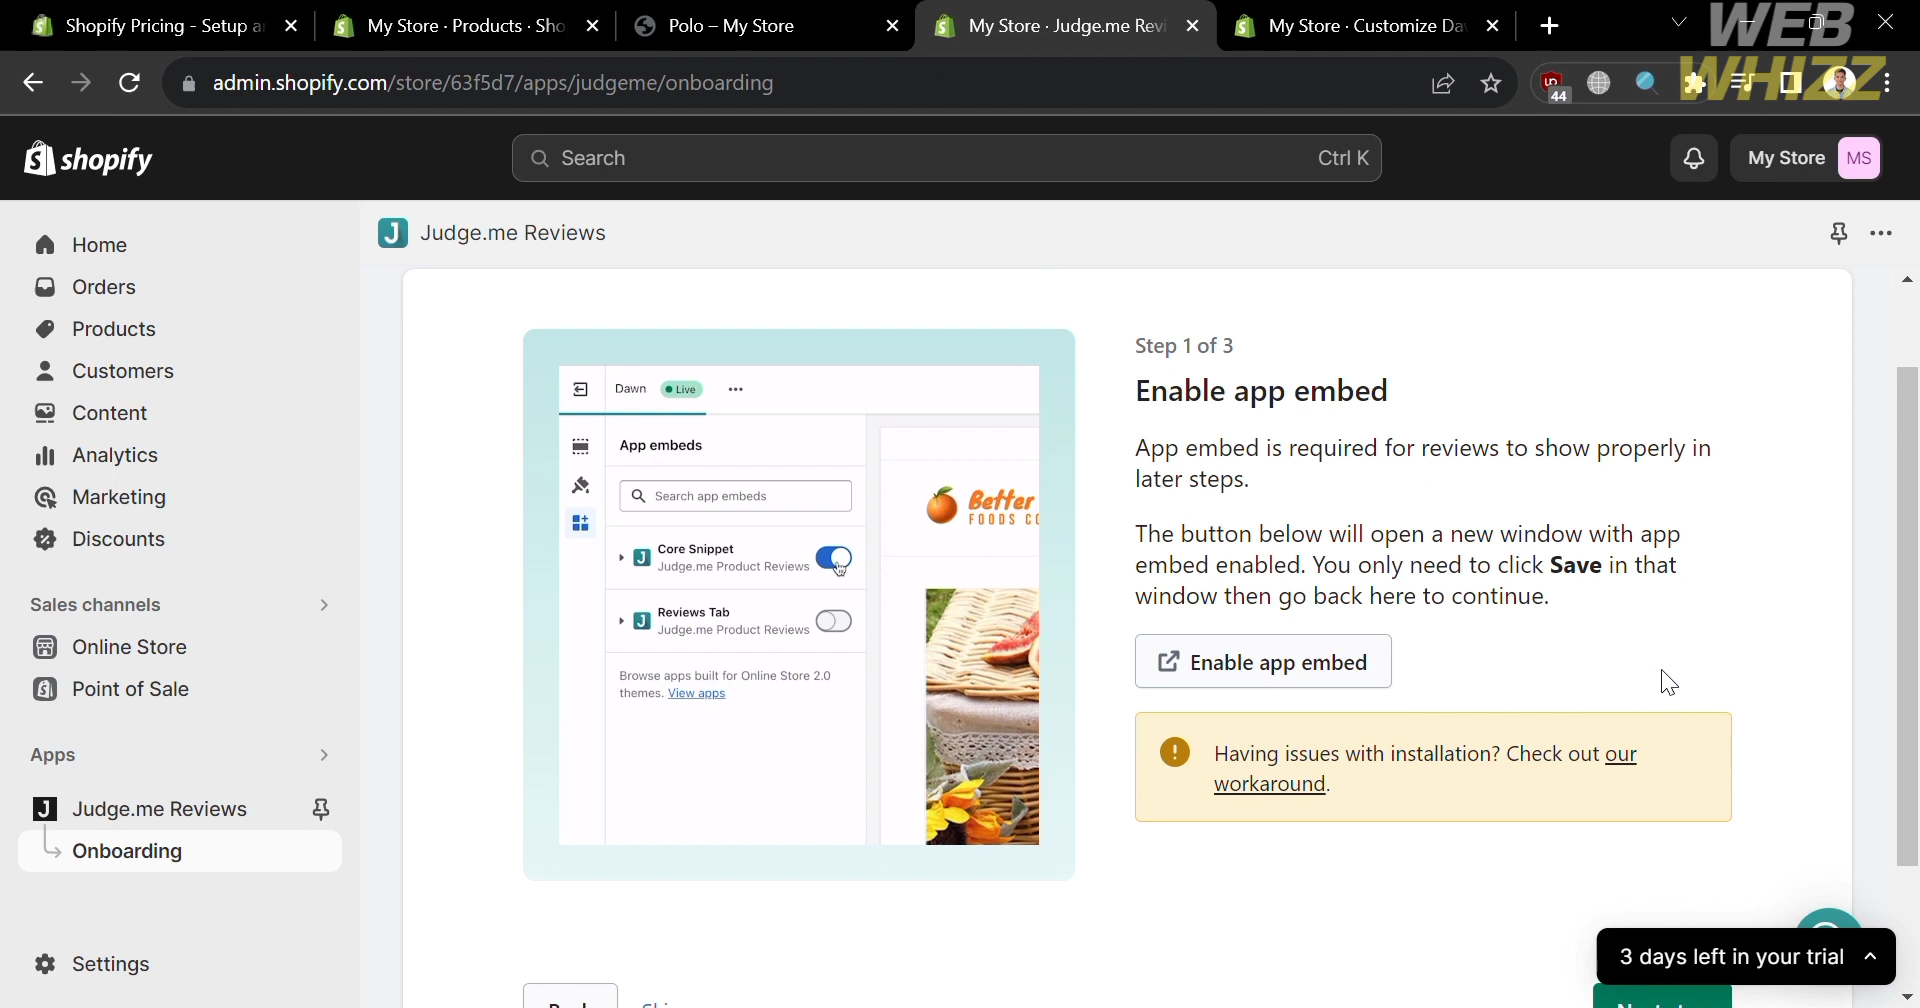 Shopify Pricing - Setup a
My Store · Products · Sho
Polo – My Store
My Store · Judge.me Revi
My Store · Customize Da
WEB
WHIZZ
admin.shopify.com/store/63f5d7/apps/judgeme/onboarding
44
shopify
Search
Ctrl K
My Store
MS
Home
Orders
Products
Customers
Content
Analytics
Marketing
Discounts
Sales channels
Online Store
Point of Sale
Apps
Judge.me Reviews
Onboarding
Settings
Judge.me Reviews
Dawn
Live
App embeds
Search app embeds
Core Snippet
Judge.me Product Reviews
Reviews Tab
Judge.me Product Reviews
Browse apps built for Online Store 2.0
themes. View apps
Better
FOODS CO
Step 1 of 3
Enable app embed
App embed is required for reviews to show properly in
later steps.
The button below will open a new window with app
embed enabled. You only need to click Save in that
window then go back here to continue.
Enable app embed
Having issues with installation? Check out our
workaround.
3 days left in your trial